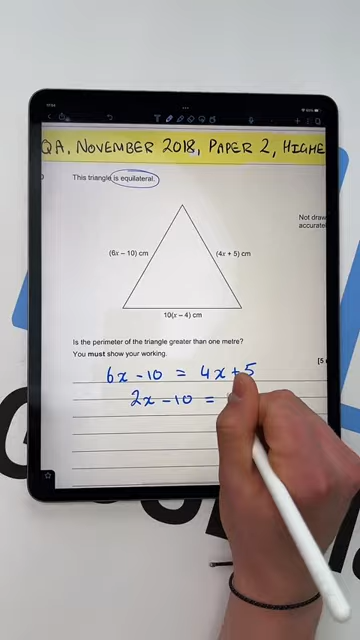 QA, NOVEMBER 2018, PAPER 2, HIGHE
This triangle is equilateral.
Not draw
accurate
(6x – 10) cm
(4x + 5) cm
10(x – 4) cm
Is the perimeter of the triangle greater than one metre?
You must show your working.
[5
6x – 10 = 4x + 5
2x – 10 =